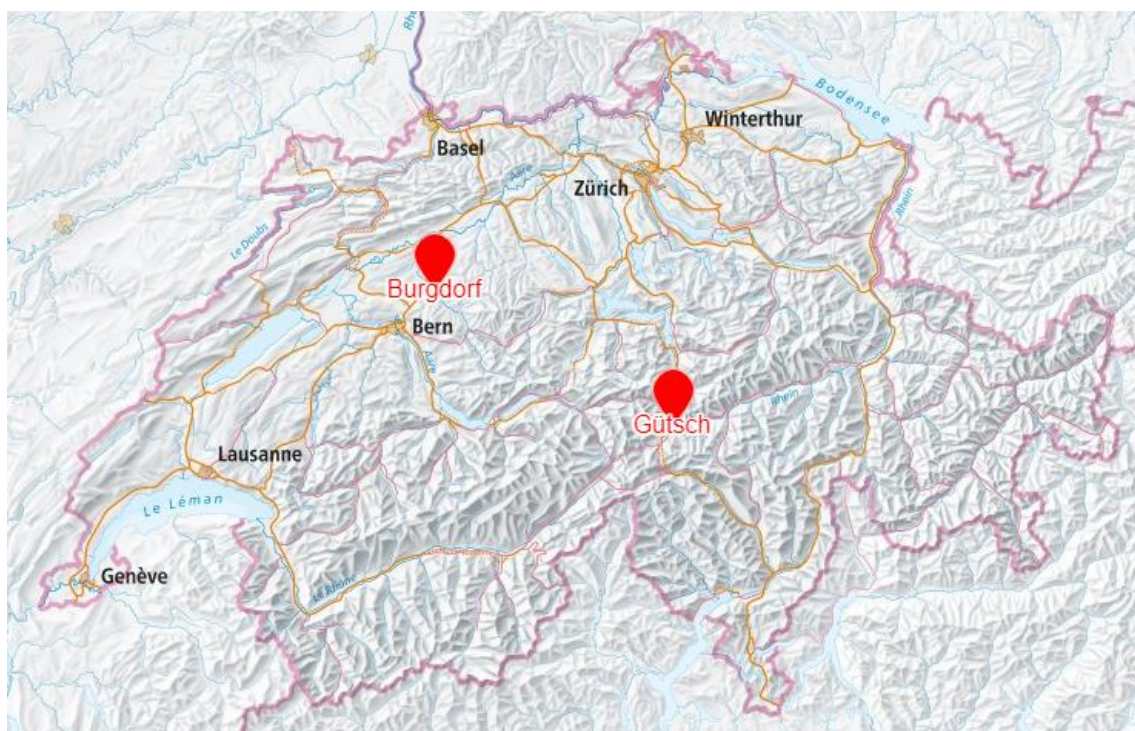 Rhe
Bodensee
Winterthur
Basel
Aare
Zürich
Rhein
Le Doubs
Burgdorf
Bern
Aare
Rhein
Gütsch
Lausanne
Le Léman
Genève
Le Rhône